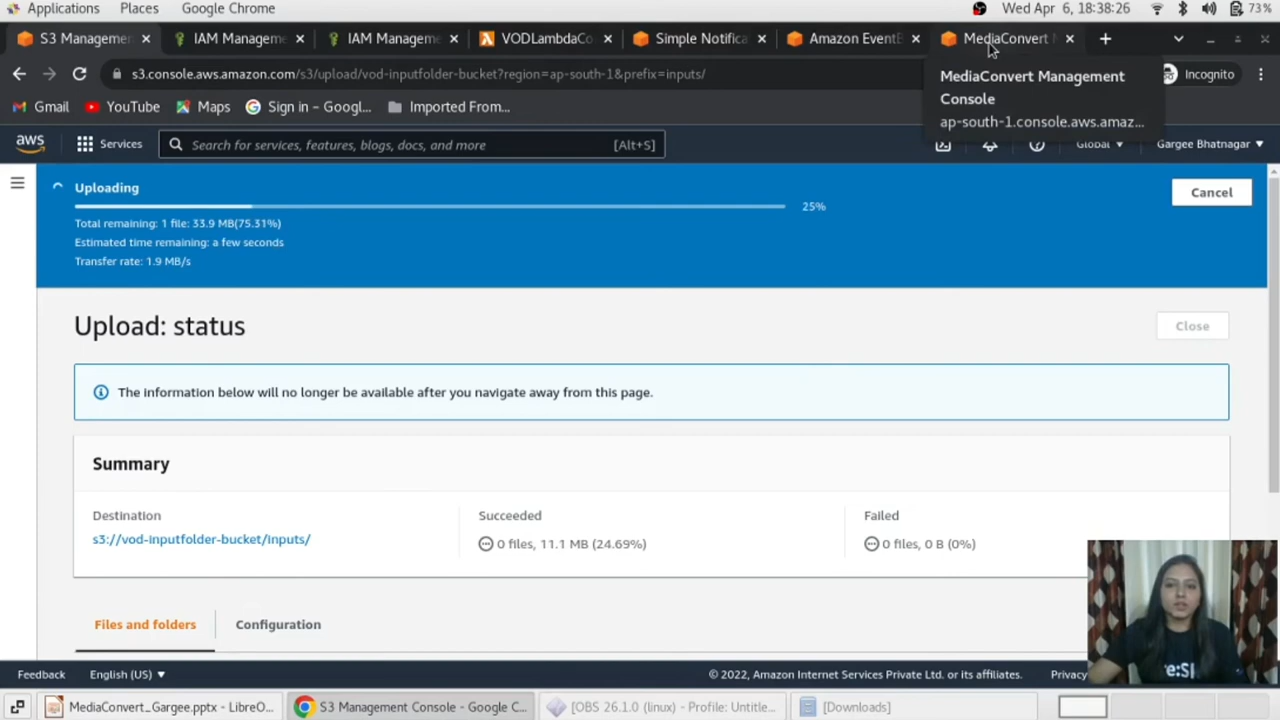 Applications Places Google Chrome Wed Apr 6, 18:38:26 73%
S3 Managemen IAM Managem IAM Managem VODLambdaCo Simple Notifica Amazon EventB MediaConvert M
s3.console.aws.amazon.com/s3/upload/vod-inputfolder-bucket?region=ap-south-1&prefix=inputs/ Incognito
MediaConvert Management
Console
ap-south-1.console.aws.amaz...
Gmail YouTube Maps Sign in – Googl... Imported From...
aws Services Search for services, features, blogs, docs, and more [Alt+S] Global Gargee Bhatnagar
Uploading
25%
Cancel
Total remaining: 1 file: 33.9 MB(75.31%)
Estimated time remaining: a few seconds
Transfer rate: 1.9 MB/s
Upload: status
Close
The information below will no longer be available after you navigate away from this page.
Summary
Destination Succeeded Failed
s3://vod-inputfolder-bucket/inputs/ 0 files, 11.1 MB (24.69%) 0 files, 0 B (0%)
Files and folders Configuration
re:Sk
Feedback English (US) © 2022, Amazon Internet Services Private Ltd. or its affiliates. Privacy
MediaConvert_Gargee.pptx - LibreO... S3 Management Console - Google C... [OBS 26.1.0 (linux) - Profile: Untitle... [Downloads]